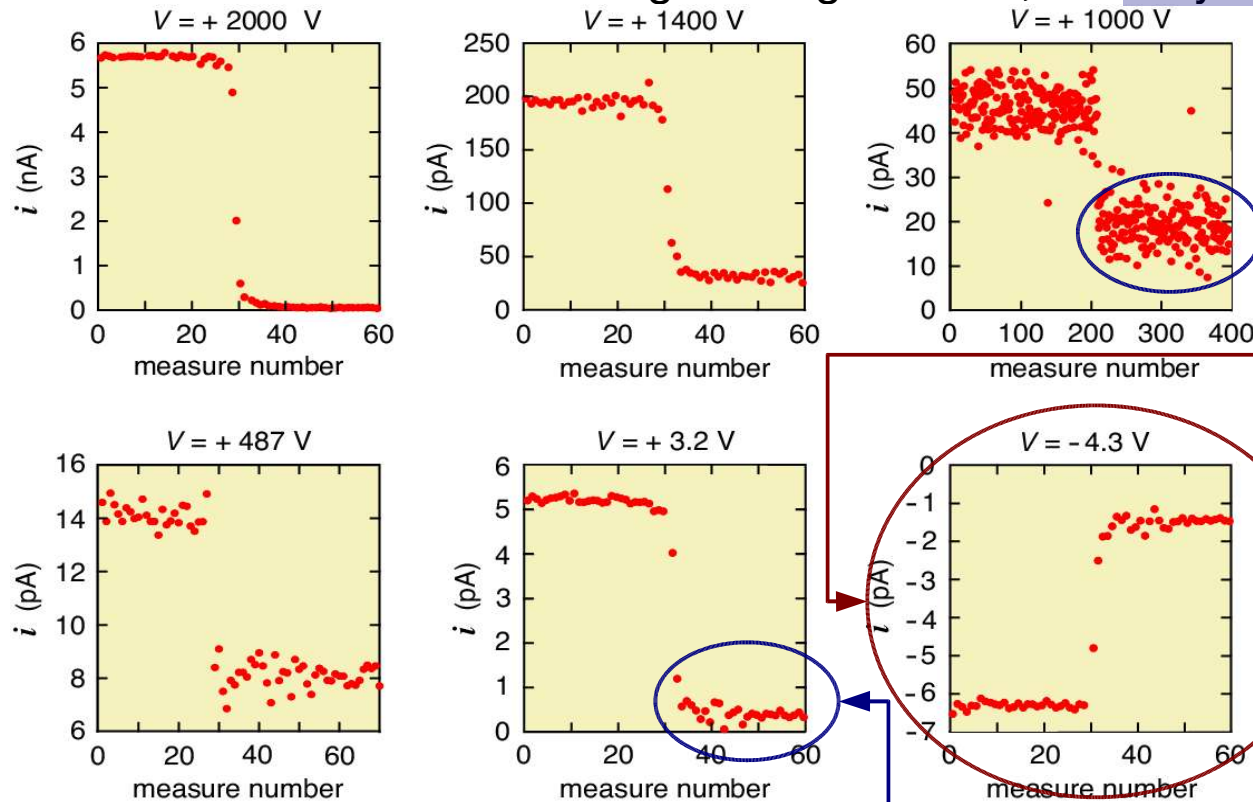 V = + 2000 V
V = + 1400 V
V = + 1000 V
6
5
4
3
2
1
0
i (nA)
0 20 40 60
measure number
250
200
150
100
50
0
i (pA)
0 20 40 60
measure number
60
50
40
30
20
10
0
i (pA)
0 100 200 300 400
measure number
V = + 487 V
V = + 3.2 V
V = - 4.3 V
16
14
12
10
8
6
i (pA)
0 20 40 60
measure number
6
5
4
3
2
1
0
i (pA)
0 20 40 60
measure number
0
-1
-2
-3
-4
-5
-6
-7
i (pA)
0 20 40 60
measure number